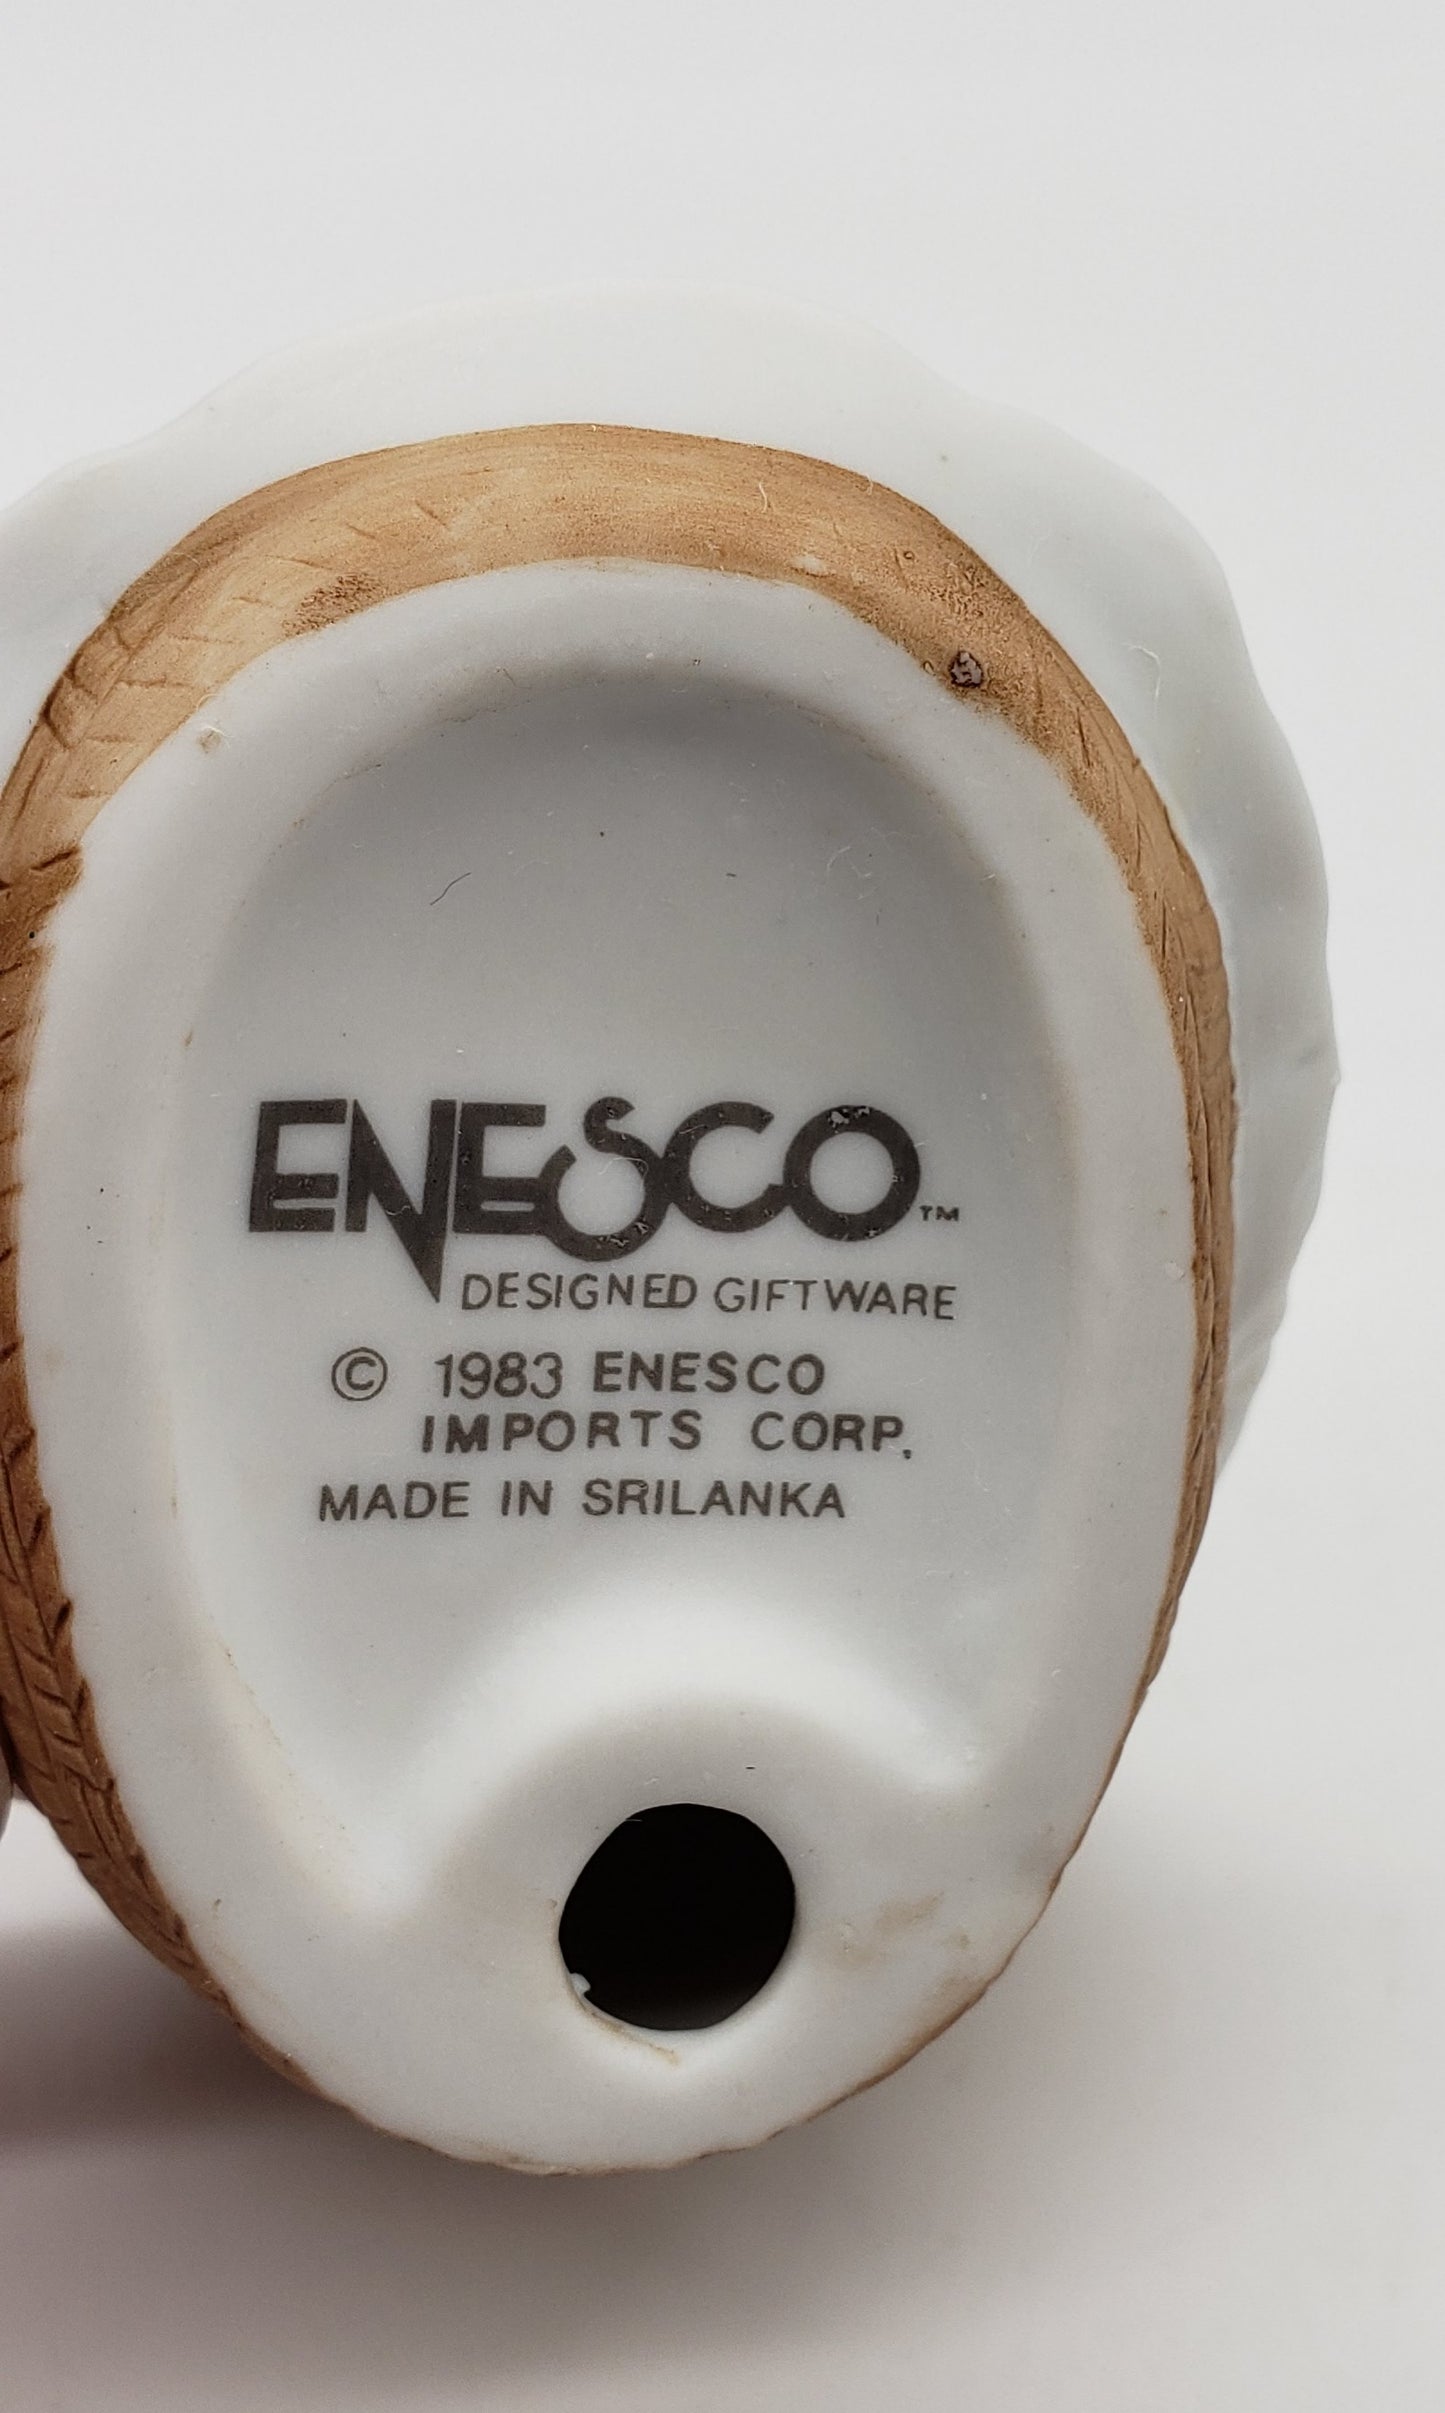 ENESCO™
DESIGNED GIFTWARE
© 1983 ENESCO
IMPORTS CORP.
MADE IN SRILANKA